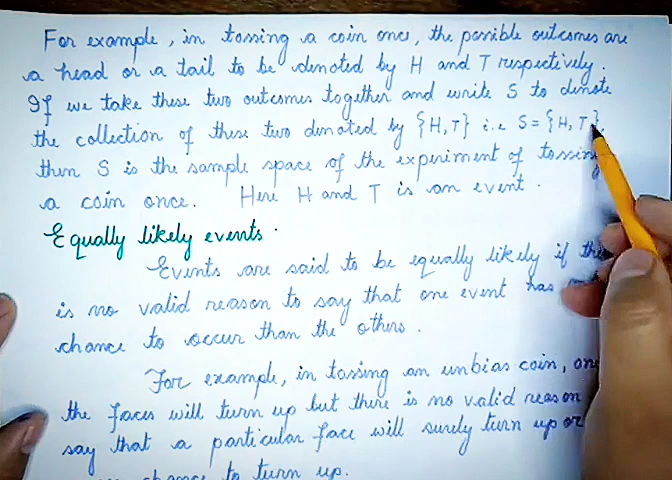 For example, in tossing a coin once, the possible outcomes are
a head or a tail to be denoted by H and T respectively.
If we take these two outcomes together and write S to denote
the collection of these two denoted by {H, T} i.e S = {H, T}
then S is the sample space of the experiment of tossing
a coin once. Here H and T is an event.
Equally likely events.
Events are said to be equally likely if
is no valid reason to say that one event has
chance to occur than the others.
For example, in tossing an unbias coin,
the faces will turn up but there is no valid reason
say that a particular face will surely turn up or
chance to turn up.